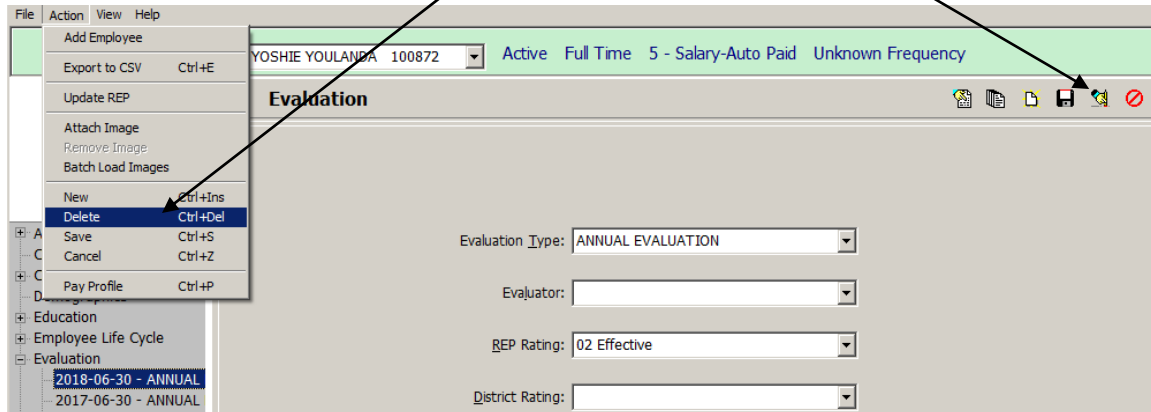 File Action View Help
Add Employee
Export to CSV Ctrl+E
Update REP
Attach Image
Remove Image
Batch Load Images
New Ctrl+Ins
Delete Ctrl+Del
Save Ctrl+S
Cancel Ctrl+Z
Pay Profile Ctrl+P
YOSHIE YOULANDA 100872 Active Full Time 5 - Salary-Auto Paid Unknown Frequency
Evaluation
Education
Employee Life Cycle
Evaluation
2018-06-30 - ANNUAL
2017-06-30 - ANNUAL
Evaluation Type: ANNUAL EVALUATION
Evaluator:
REP Rating: 02 Effective
District Rating: